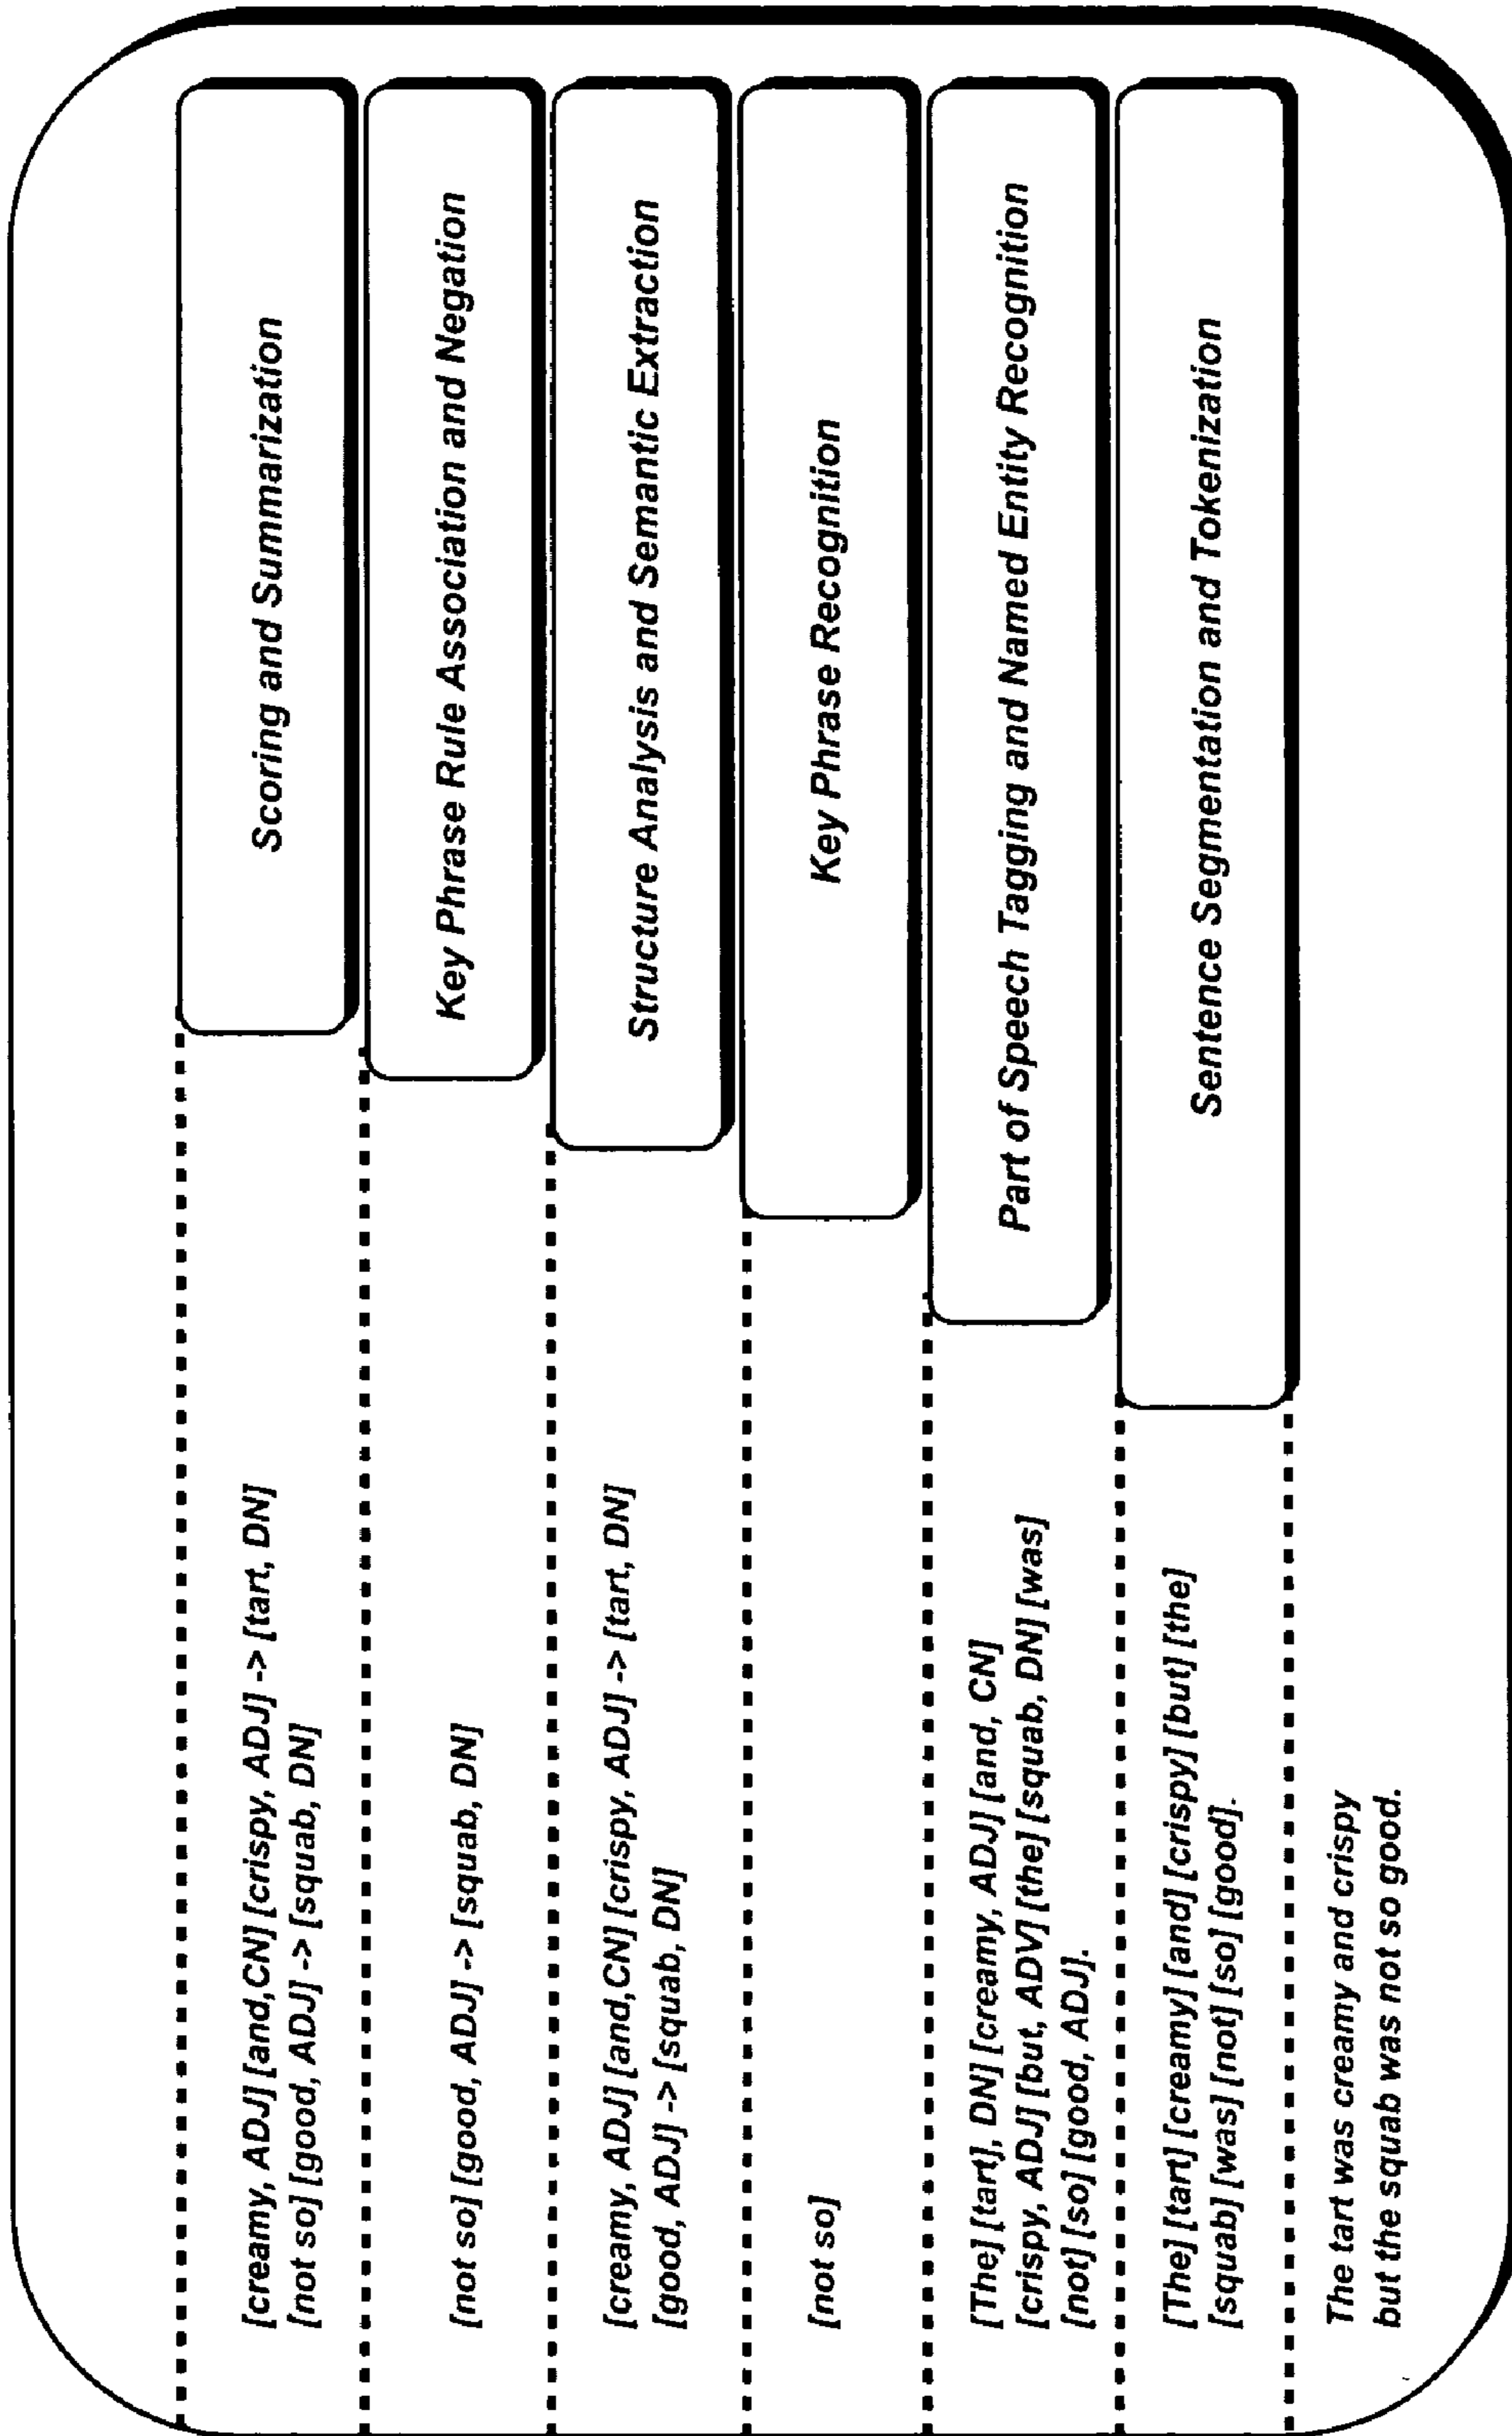 [creamy, ADJ] [and,CN] [crispy, ADJ] -> [tart, DN]
[not so] [good, ADJ] -> [squab, DN]
Scoring and Summarization
[not so] [good, ADJ] -> [squab, DN]
Key Phrase Rule Association and Negation
[creamy, ADJ] [and,CN] [crispy, ADJ] -> [tart, DN]
[good, ADJ] -> [squab, DN]
Structure Analysis and Semantic Extraction
[not so]
Key Phrase Recognition
[The] [tart], DN] [creamy, ADJ] [and, CN]
[crispy, ADJ] [but, ADV] [the] [squab, DN] [was]
[not] [so] [good, ADJ].
Part of Speech Tagging and Named Entity Recognition
[The] [tart] [creamy] [and] [crispy] [but] [the]
[squab] [was] [not] [so] [good].
Sentence Segmentation and Tokenization
The tart was creamy and crispy
but the squab was not so good.